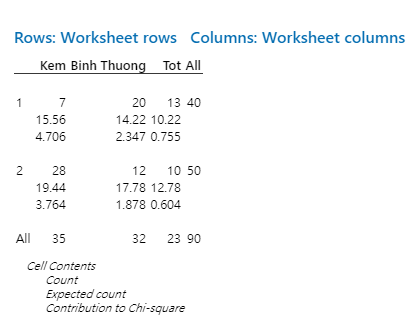 Rows: Worksheet rows Columns: Worksheet columns
Kem Binh Thuong Tot All
1 7 20 13 40
15.56 14.22 10.22
4.706 2.347 0.755
2 28 12 10 50
19.44 17.78 12.78
3.764 1.878 0.604
All 35 32 23 90
Cell Contents
Count
Expected count
Contribution to Chi-square